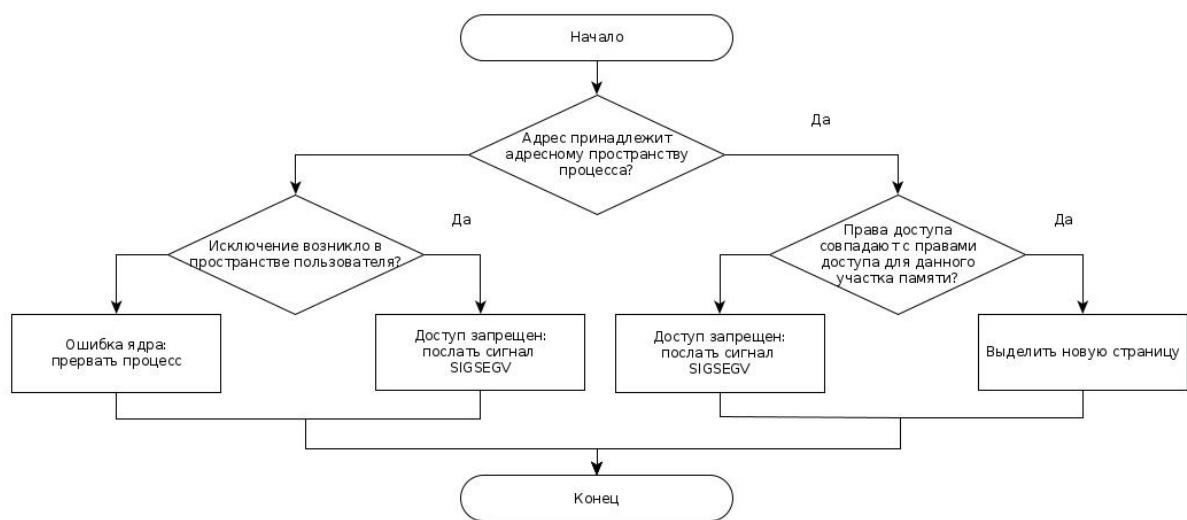 Начало
Да
Адрес принадлежит
адресному пространству
процесса?
Да
Исключение возникло в
пространстве пользователя?
Да
Права доступа
совпадают с правами
доступа для данного
участка памяти?
Ошибка ядра:
прервать процесс
Доступ запрещен:
послать сигнал
SIGSEGV
Доступ запрещен:
послать сигнал
SIGSEGV
Выделить новую страницу
Конец